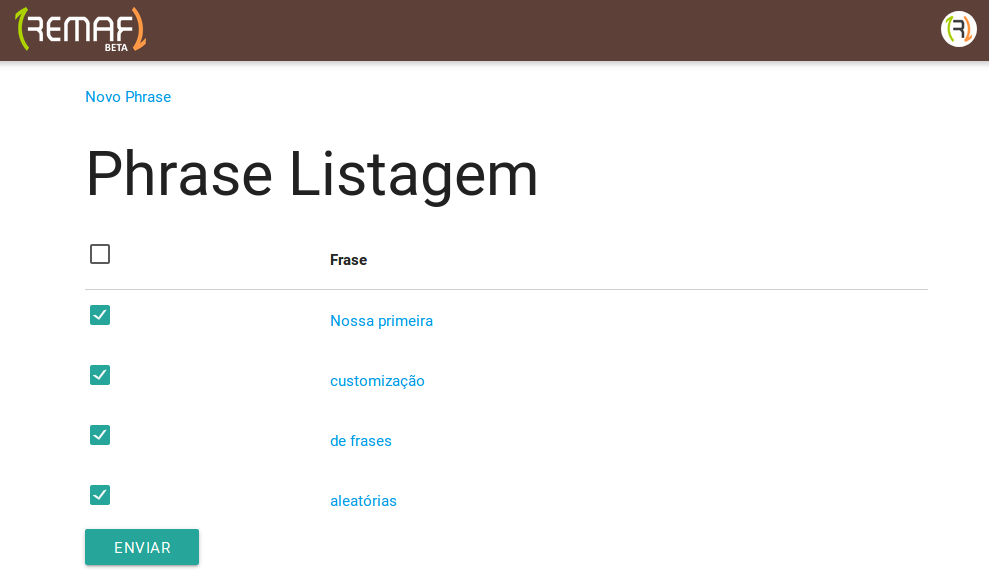 REMAF
BETA
R
Novo Phrase
Phrase Listagem
Frase
Nossa primeira
customização
de frases
aleatórias
ENVIAR